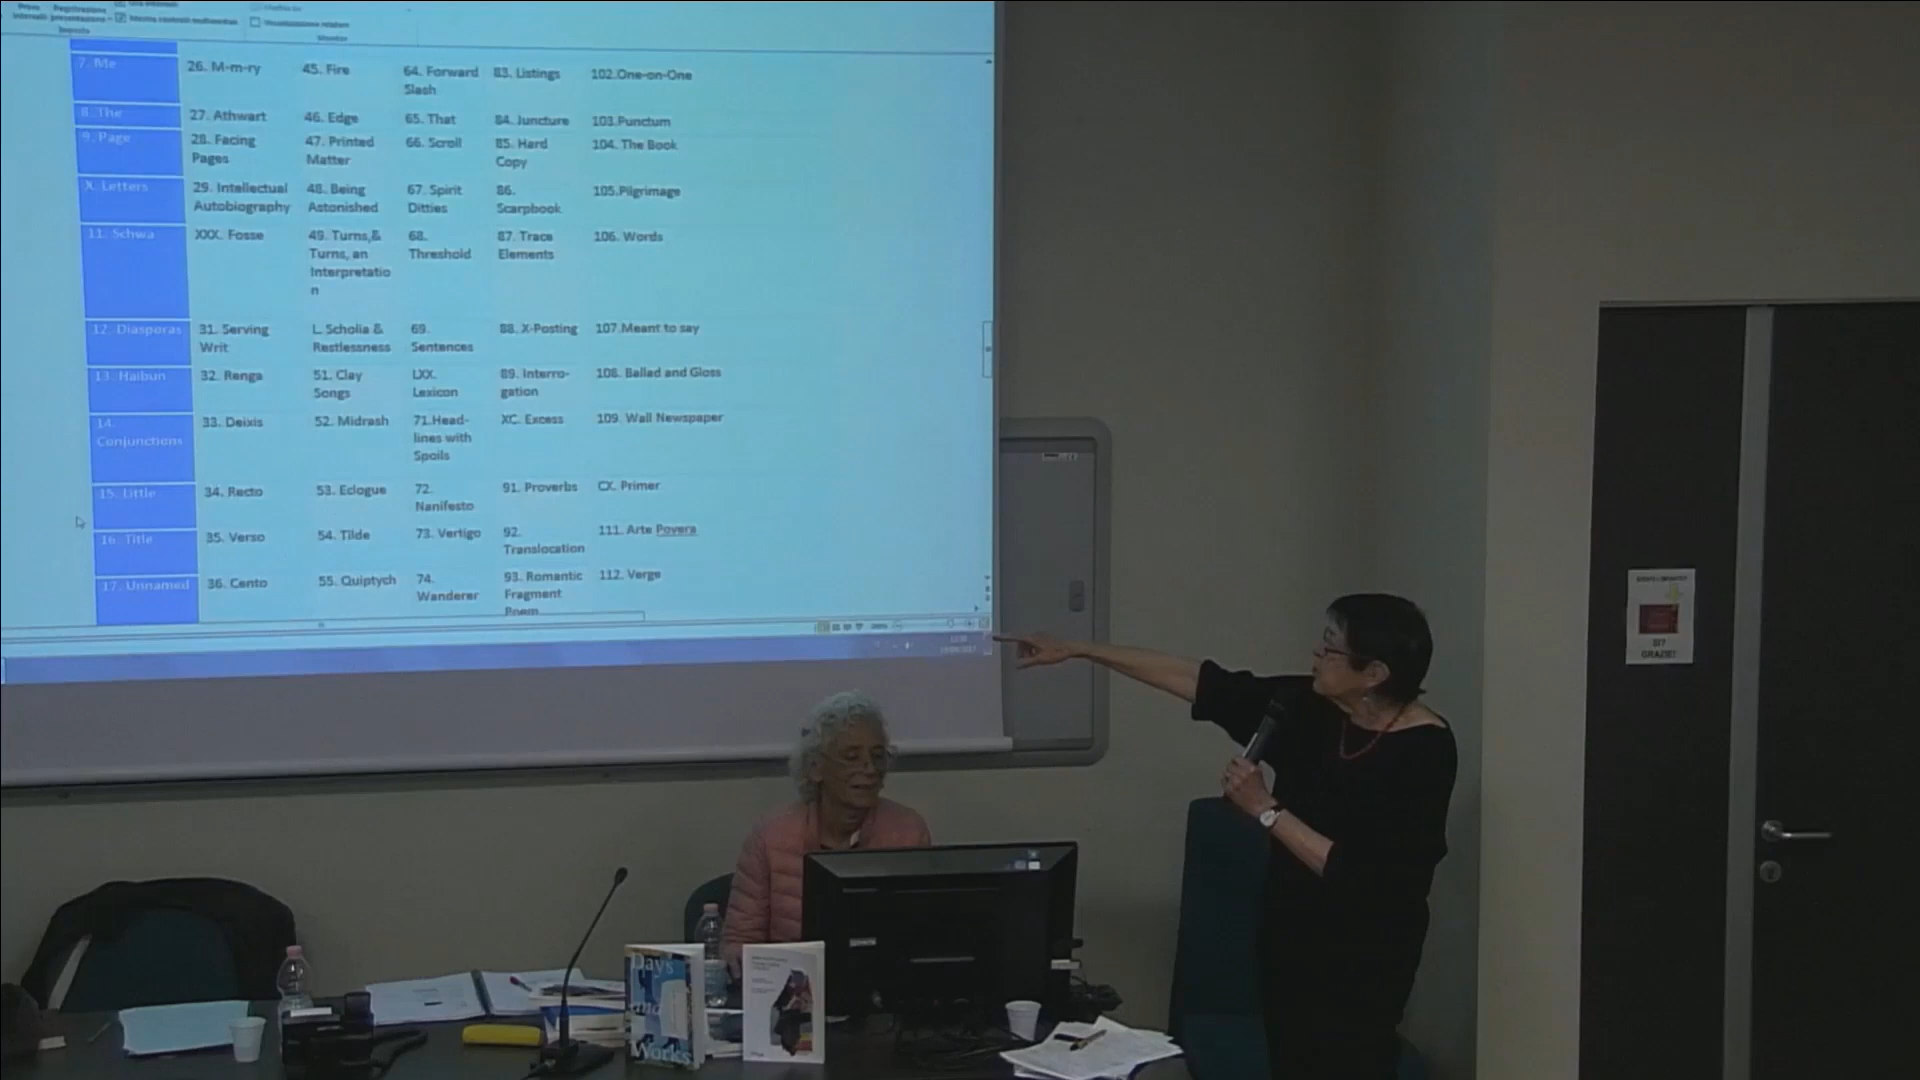 7. Me
26. M-m-ry
45. Fire
64. Forward
Slash
83. Listings
102.One-on-One
8. The
27. Athwart
46. Edge
65. That
84. Juncture
103.Punctum
9. Page
28. Facing
Pages
47. Printed
Matter
66. Scroll
85. Hard
Copy
104. The Book
X. Letters
29. Intellectual
Autobiography
48. Being
Astonished
67. Spirit
Ditties
86.
Scarpbook
105.Pilgrimage
11. Schwa
XXX. Fosse
49. Turns,&
Turns, an
Interpretatio
n
68.
Threshold
87. Trace
Elements
106. Words
12. Diasporas
31. Serving
Writ
L. Scholia &
Restlessness
69.
Sentences
88. X-Posting
107.Meant to say
13. Haibun
32. Renga
51. Clay
Songs
LXX.
Lexicon
89. Interro-
gation
108. Ballad and Gloss
14.
Conjunctions
33. Deixis
52. Midrash
71.Head-
lines with
Spoils
XC. Excess
109. Wall Newspaper
15. Little
34. Recto
53. Eclogue
72.
Nanifesto
91. Proverbs
CX. Primer
16. Title
35. Verso
54. Tilde
73. Vertigo
92.
Translocation
111. Arte Povera
17. Unnamed
36. Cento
55. Quiptych
74.
Wanderer
93. Romantic
Fragment
Poem
112. Verge
SI?
GRAZIE!
Days
and
Works